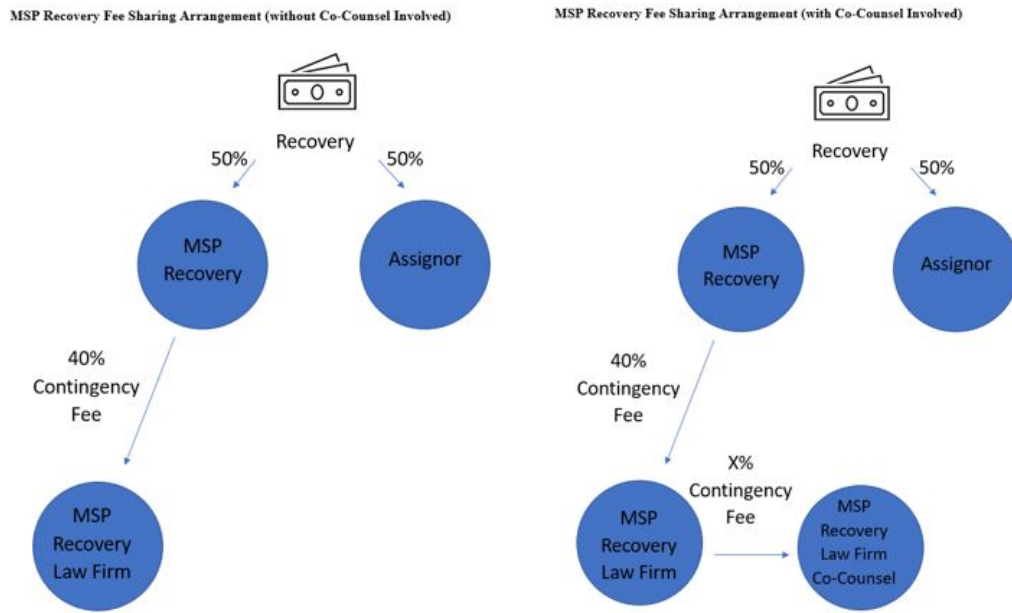 MSP Recovery Fee Sharing Arrangement (without Co-Counsel Involved)
Recovery
50%
50%
MSP
Recovery
Assignor
40%
Contingency
Fee
MSP
Recovery
Law Firm
MSP Recovery Fee Sharing Arrangement (with Co-Counsel Involved)
Recovery
50%
50%
MSP
Recovery
Assignor
40%
Contingency
Fee
X%
Contingency
Fee
MSP
Recovery
Law Firm
MSP
Recovery
Law Firm
Co-Counsel